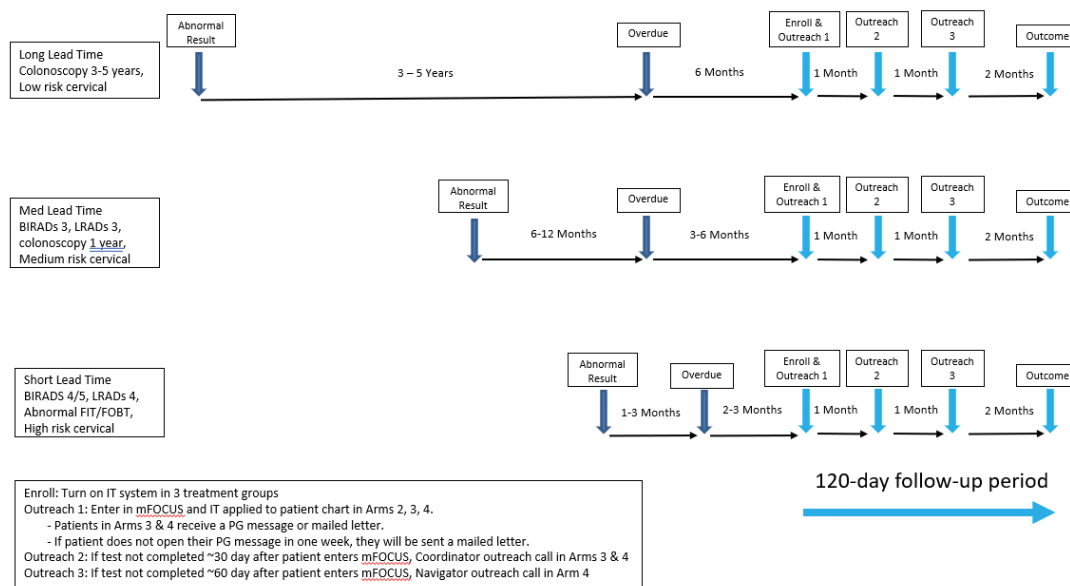 Abnormal
Result
Overdue
Enroll &
Outreach 1
Outreach
2
Outreach
3
Outcome
Long Lead Time
Colonoscopy 3-5 years,
Low risk cervical
3 – 5 Years
6 Months
1 Month
1 Month
2 Months
Abnormal
Result
Overdue
Enroll &
Outreach 1
Outreach
2
Outreach
3
Outcome
Med Lead Time
BIRADs 3, LRADs 3,
colonoscopy 1 year,
Medium risk cervical
6-12 Months
3-6 Months
1 Month
1 Month
2 Months
Abnormal
Result
Overdue
Enroll &
Outreach 1
Outreach
2
Outreach
3
Outcome
Short Lead Time
BIRADS 4/5, LRADs 4,
Abnormal FIT/FOBT,
High risk cervical
1-3 Months
2-3 Months
1 Month
1 Month
2 Months
120-day follow-up period
Enroll: Turn on IT system in 3 treatment groups
Outreach 1: Enter in mFOCUS and IT applied to patient chart in Arms 2, 3, 4.
- Patients in Arms 3 & 4 receive a PG message or mailed letter.
- If patient does not open their PG message in one week, they will be sent a mailed letter.
Outreach 2: If test not completed ~30 day after patient enters mFOCUS, Coordinator outreach call in Arms 3 & 4
Outreach 3: If test not completed ~60 day after patient enters mFOCUS, Navigator outreach call in Arm 4